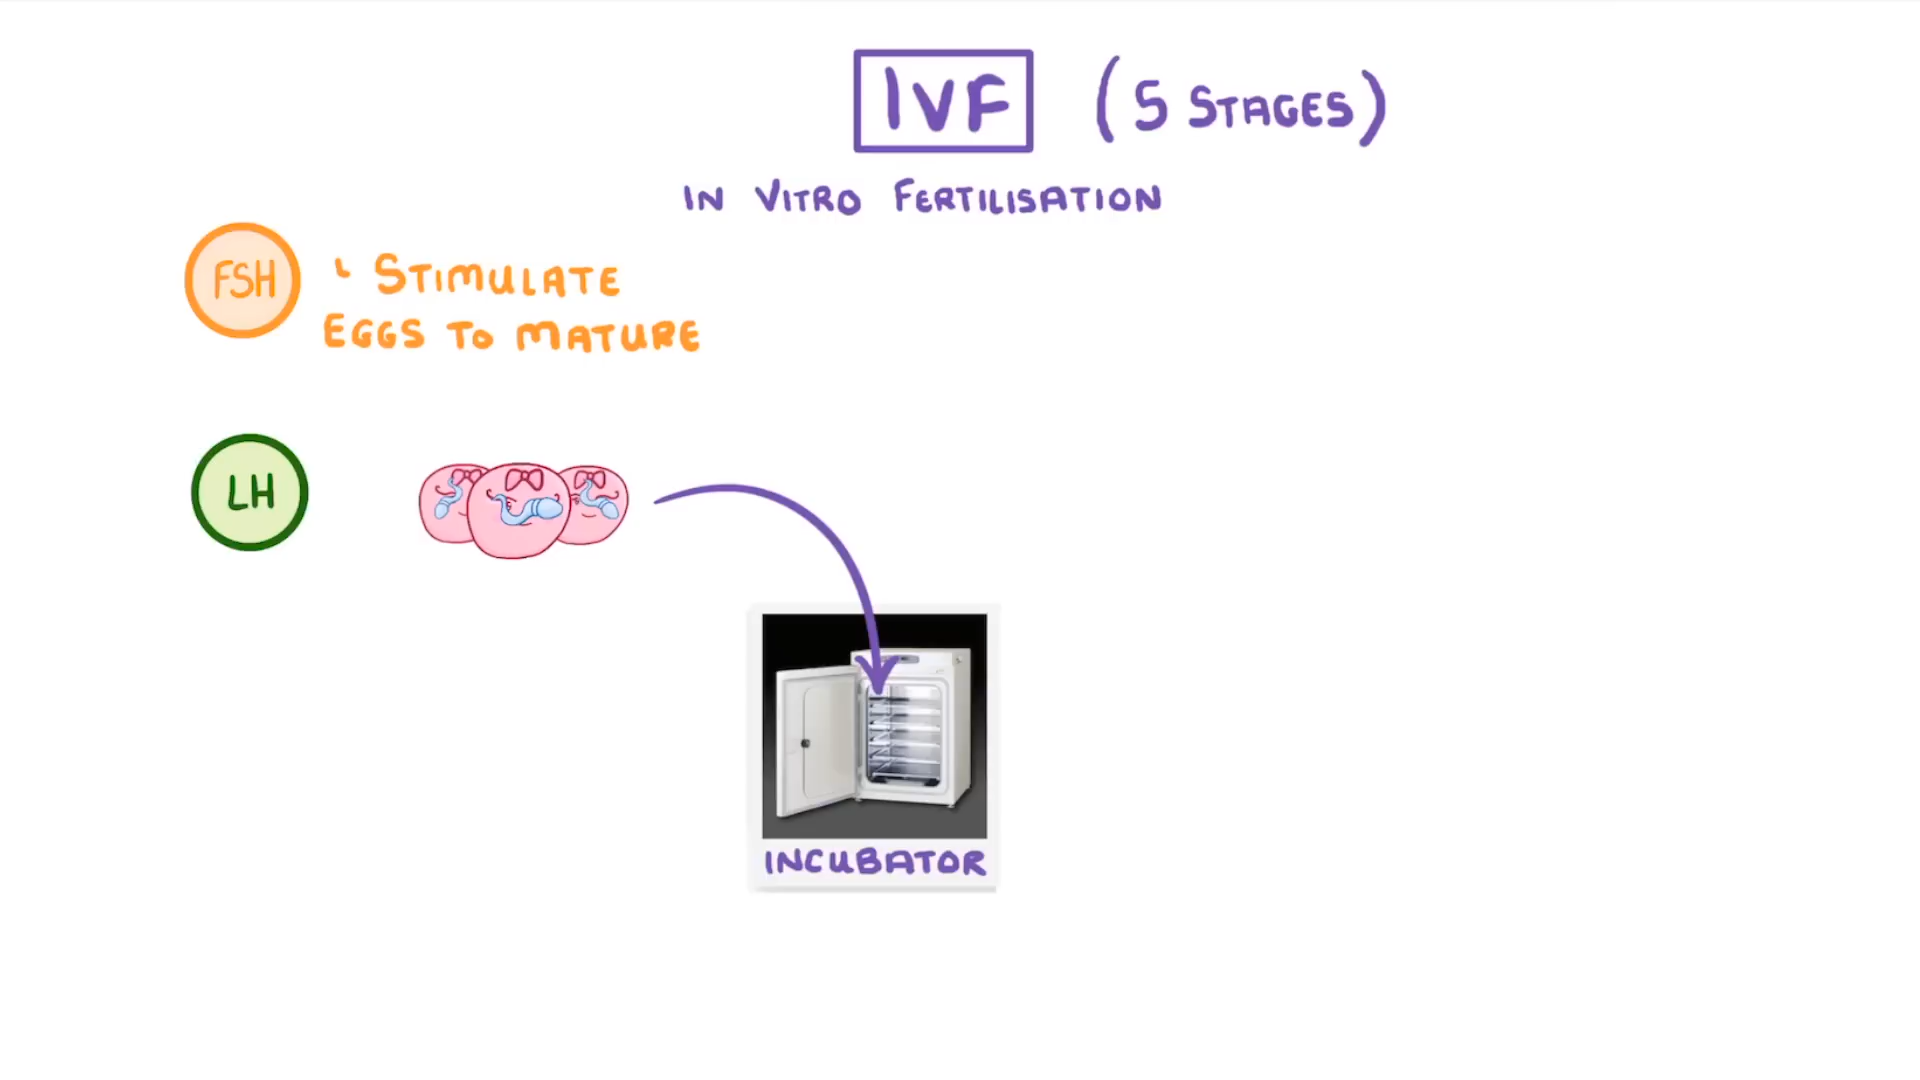 IVF (5 STAGES)
IN VITRO FERTILISATION
FSH
STIMULATE
EGGS TO MATURE
LH
INCUBATOR